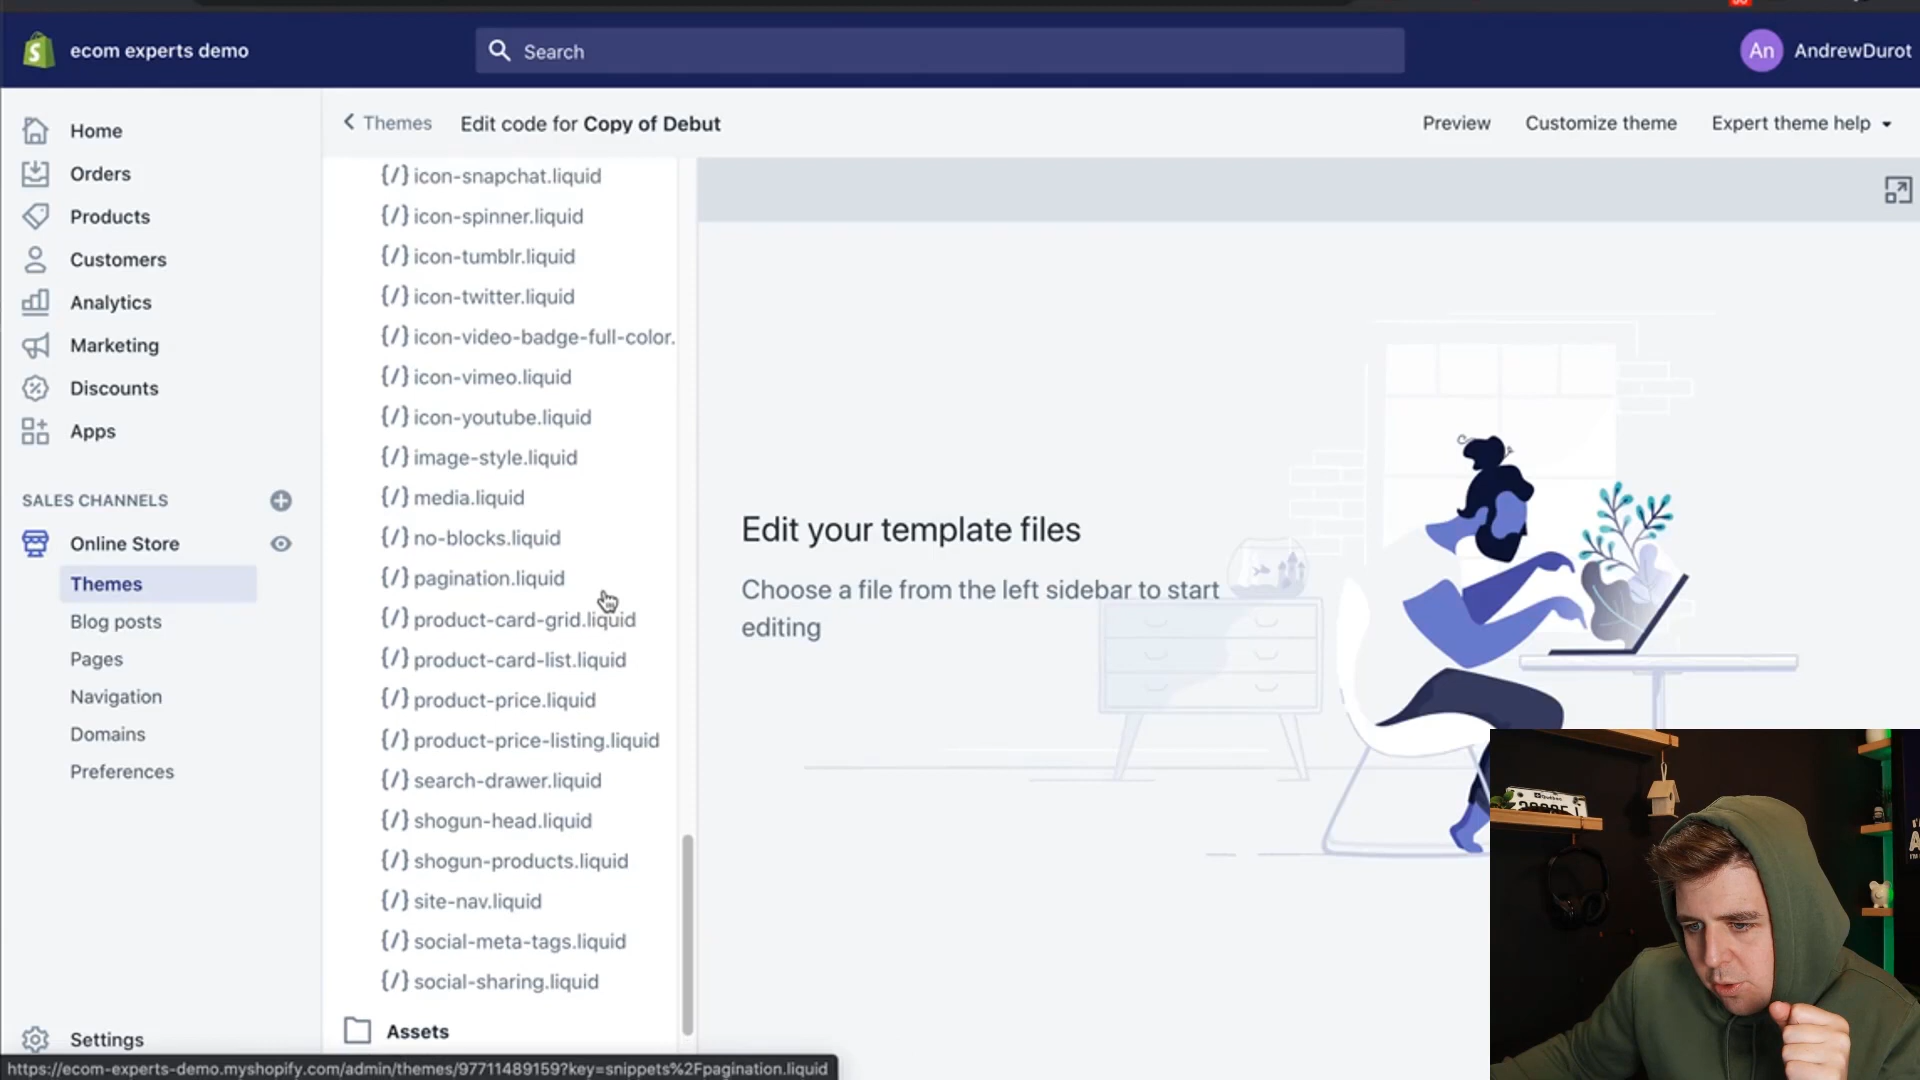 ecom experts demo
Search
An
AndrewDurot
Home
Orders
Products
Customers
Analytics
Marketing
Discounts
Apps
SALES CHANNELS
Online Store
Themes
Blog posts
Pages
Navigation
Domains
Preferences
Settings
Themes
Edit code for Copy of Debut
Preview
Customize theme
Expert theme help
{/} icon-snapchat.liquid
{/} icon-spinner.liquid
{/} icon-tumblr.liquid
{/} icon-twitter.liquid
{/} icon-video-badge-full-color.
{/} icon-vimeo.liquid
{/} icon-youtube.liquid
{/} image-style.liquid
{/} media.liquid
{/} no-blocks.liquid
{/} pagination.liquid
{/} product-card-grid.liquid
{/} product-card-list.liquid
{/} product-price.liquid
{/} product-price-listing.liquid
{/} search-drawer.liquid
{/} shogun-head.liquid
{/} shogun-products.liquid
{/} site-nav.liquid
{/} social-meta-tags.liquid
{/} social-sharing.liquid
Assets
Edit your template files
Choose a file from the left sidebar to start
editing
https://ecom-experts-demo.myshopify.com/admin/themes/97711489159?key=snippets%2Fpagination.liquid